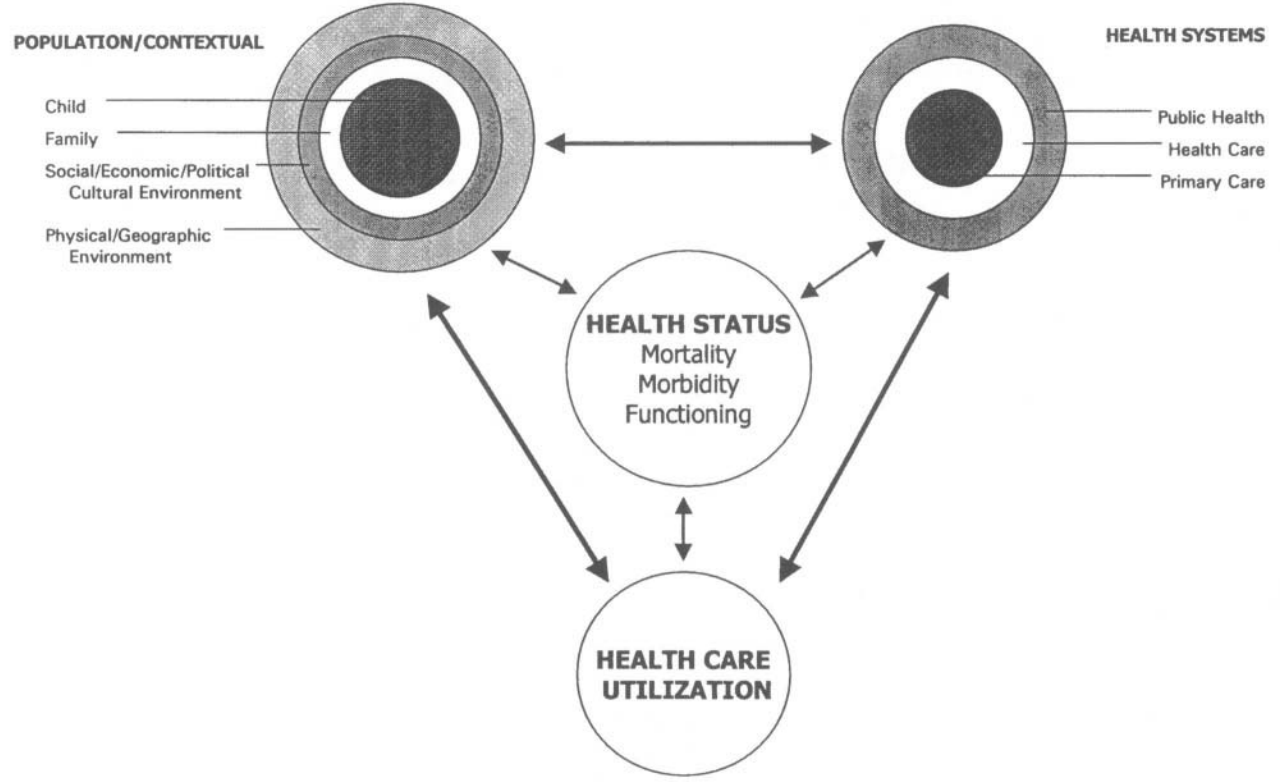 POPULATION/CONTEXTUAL
Child
Family
Social/Economic/Political
Cultural Environment
Physical/Geographic
Environment
HEALTH SYSTEMS
Public Health
Health Care
Primary Care
HEALTH STATUS
Mortality
Morbidity
Functioning
HEALTH CARE
UTILIZATION